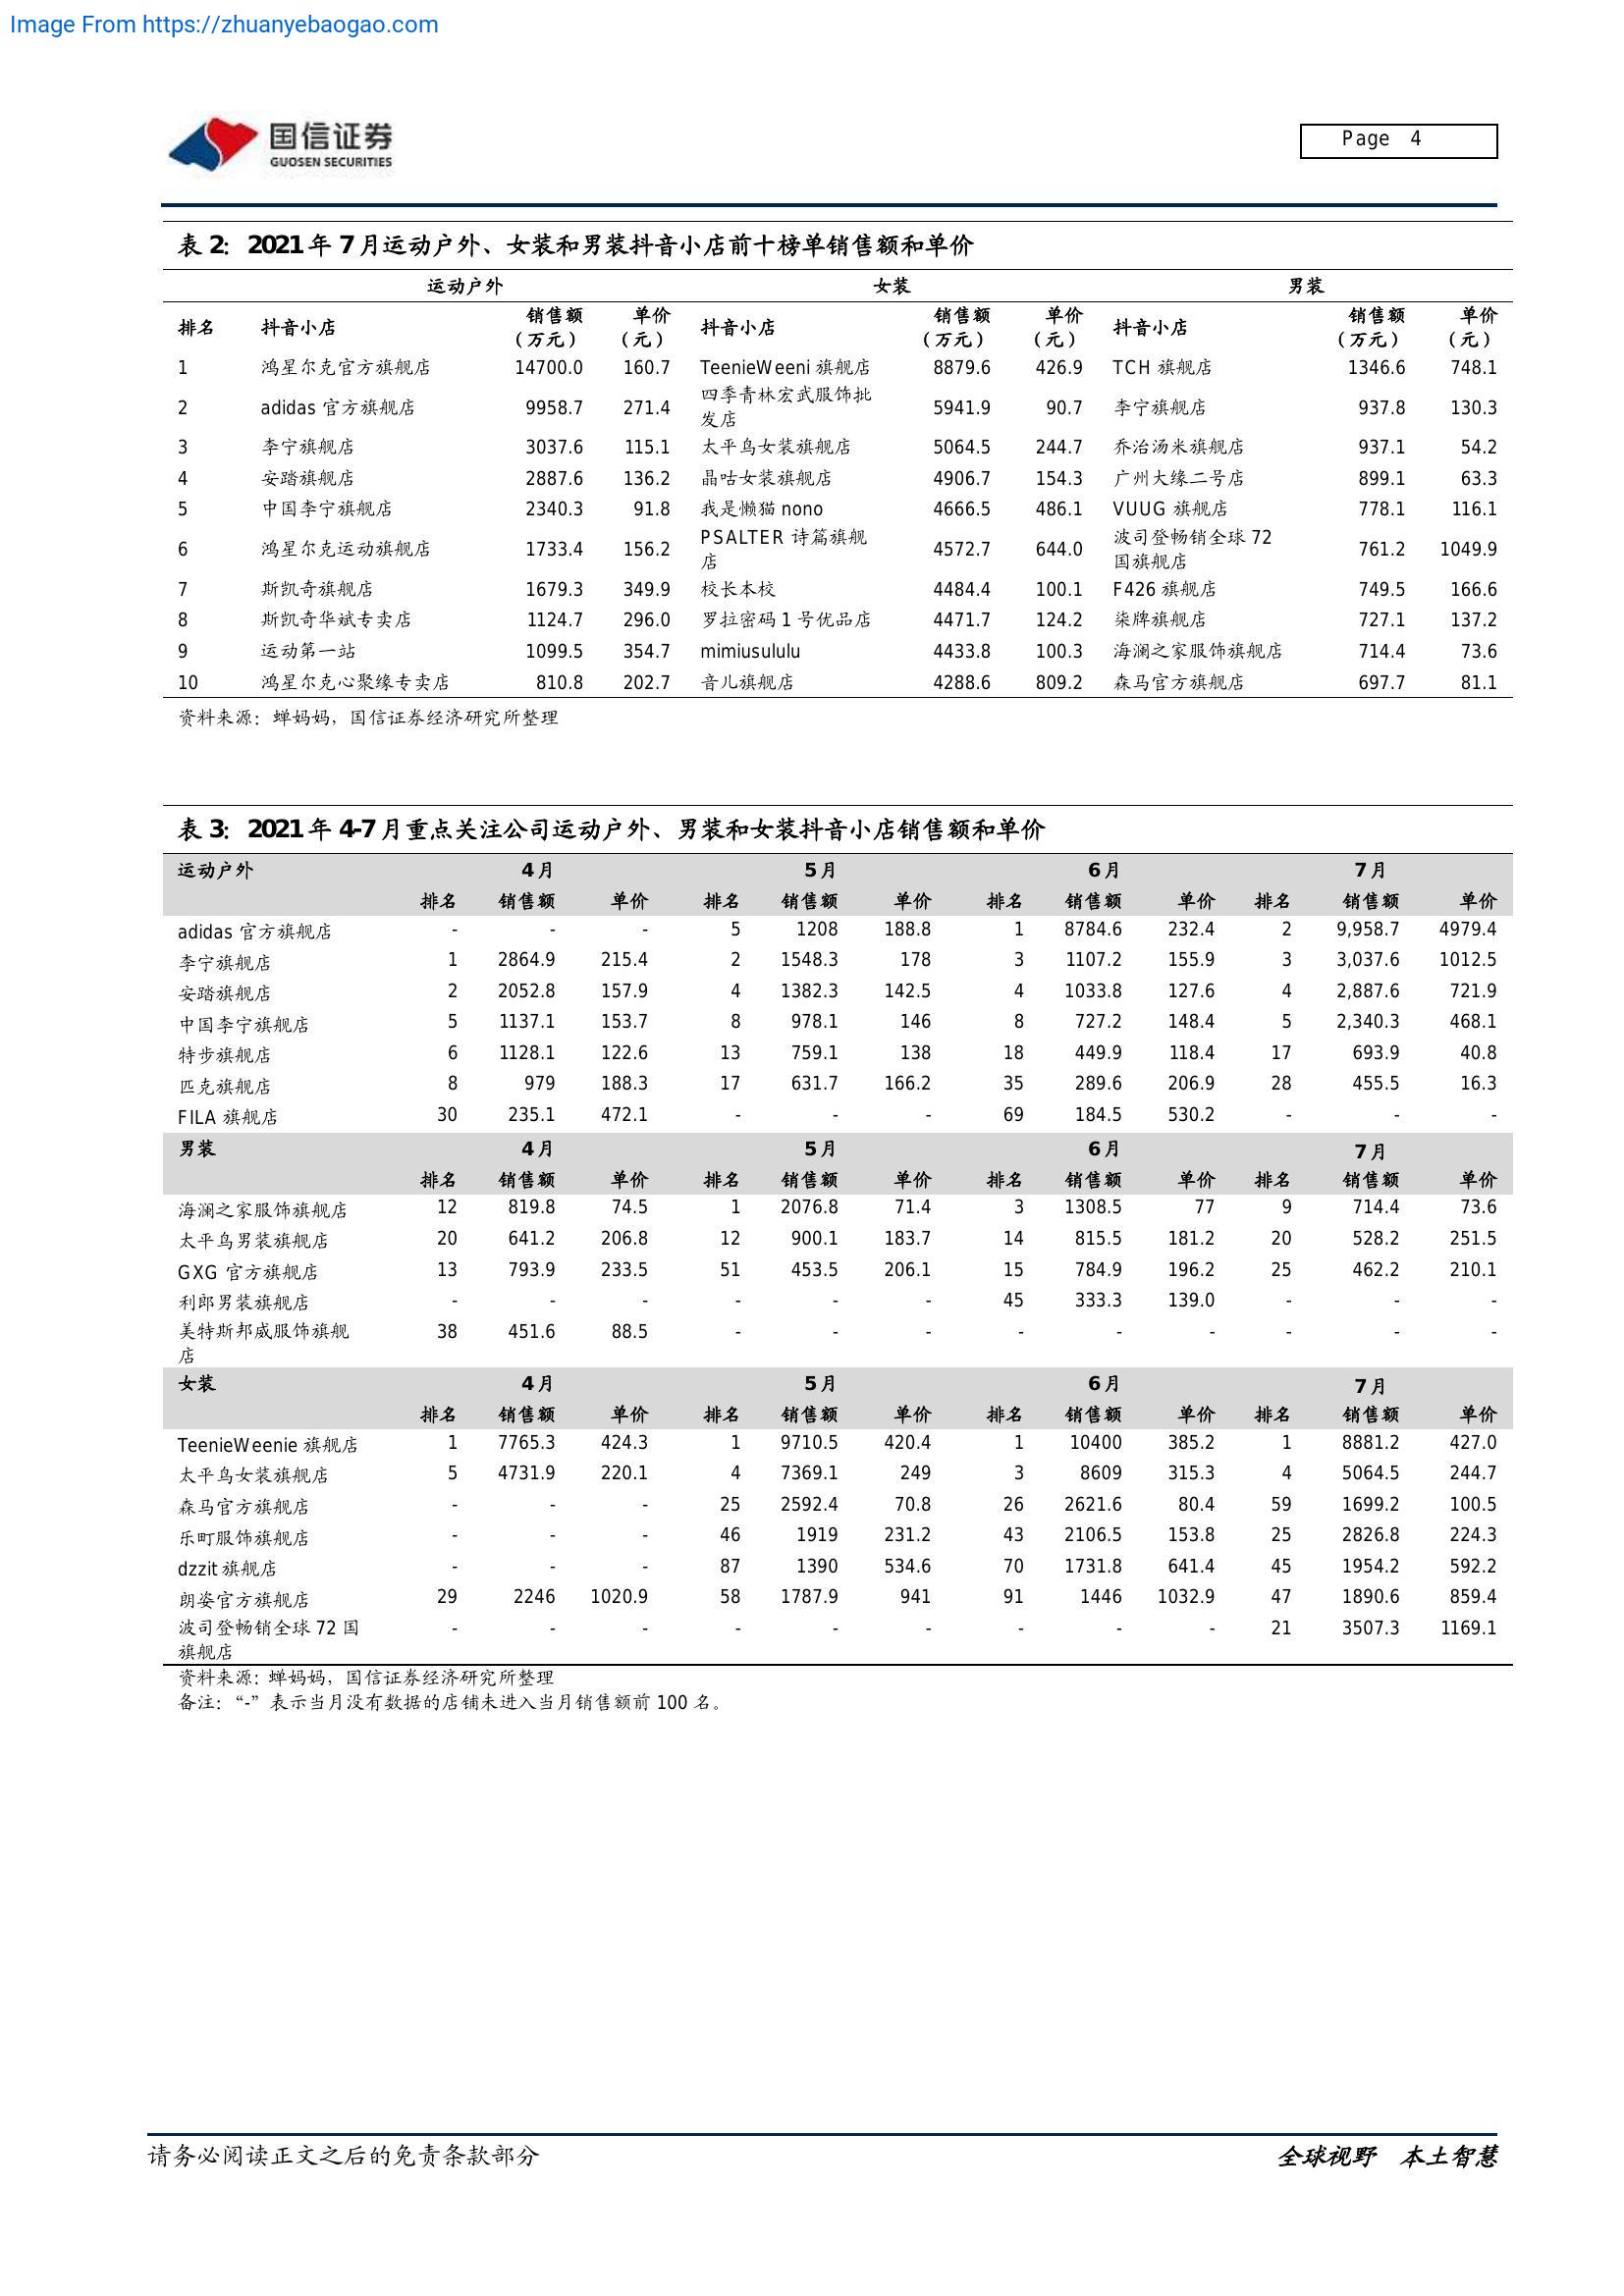 Image From https://zhuanyebaogao.com
国信证券
GUOSEN SECURITIES
Page 4
表 2：2021 年 7 月运动户外、女装和男装抖音小店前十榜单销售额和单价
运动户外 女装 男装
排名 抖音小店 销售额（万元） 单价（元） 抖音小店 销售额（万元） 单价（元） 抖音小店 销售额（万元） 单价（元）
1 鸿星尔克官方旗舰店 14700.0 160.7 TeenieWeeni 旗舰店 8879.6 426.9 TCH 旗舰店 1346.6 748.1
2 adidas 官方旗舰店 9958.7 271.4 四季青林宏武服饰批发店 5941.9 90.7 李宁旗舰店 937.8 130.3
3 李宁旗舰店 3037.6 115.1 太平鸟女装旗舰店 5064.5 244.7 乔治汤米旗舰店 937.1 54.2
4 安踏旗舰店 2887.6 136.2 晶咕女装旗舰店 4906.7 154.3 广州大缘二号店 899.1 63.3
5 中国李宁旗舰店 2340.3 91.8 我是懒猫 nono 4666.5 486.1 VUUG 旗舰店 778.1 116.1
6 鸿星尔克运动旗舰店 1733.4 156.2 PSALTER 诗篇旗舰店 4572.7 644.0 波司登畅销全球 72 国旗舰店 761.2 1049.9
7 斯凯奇旗舰店 1679.3 349.9 校长本校 4484.4 100.1 F426 旗舰店 749.5 166.6
8 斯凯奇华斌专卖店 1124.7 296.0 罗拉密码 1 号优品店 4471.7 124.2 柒牌旗舰店 727.1 137.2
9 运动第一站 1099.5 354.7 mimiusululu 4433.8 100.3 海澜之家服饰旗舰店 714.4 73.6
10 鸿星尔克心聚缘专卖店 810.8 202.7 音儿旗舰店 4288.6 809.2 森马官方旗舰店 697.7 81.1
资料来源：蝉妈妈，国信证券经济研究所整理
表 3：2021 年 4-7 月重点关注公司运动户外、男装和女装抖音小店销售额和单价
运动户外 4 月 5 月 6 月 7 月
排名 销售额 单价 排名 销售额 单价 排名 销售额 单价 排名 销售额 单价
adidas 官方旗舰店 - - - 5 1208 188.8 1 8784.6 232.4 2 9,958.7 4979.4
李宁旗舰店 1 2864.9 215.4 2 1548.3 178 3 1107.2 155.9 3 3,037.6 1012.5
安踏旗舰店 2 2052.8 157.9 4 1382.3 142.5 4 1033.8 127.6 4 2,887.6 721.9
中国李宁旗舰店 5 1137.1 153.7 8 978.1 146 8 727.2 148.4 5 2,340.3 468.1
特步旗舰店 6 1128.1 122.6 13 759.1 138 18 449.9 118.4 17 693.9 40.8
匹克旗舰店 8 979 188.3 17 631.7 166.2 35 289.6 206.9 28 455.5 16.3
FILA 旗舰店 30 235.1 472.1 - - - 69 184.5 530.2 - - -
男装 4 月 5 月 6 月 7 月
排名 销售额 单价 排名 销售额 单价 排名 销售额 单价 排名 销售额 单价
海澜之家服饰旗舰店 12 819.8 74.5 1 2076.8 71.4 3 1308.5 77 9 714.4 73.6
太平鸟男装旗舰店 20 641.2 206.8 12 900.1 183.7 14 815.5 181.2 20 528.2 251.5
GXG 官方旗舰店 13 793.9 233.5 51 453.5 206.1 15 784.9 196.2 25 462.2 210.1
利郎男装旗舰店 - - - - - - 45 333.3 139.0 - - -
美特斯邦威服饰旗舰 38 451.6 88.5 - - - - - - - - -
店
女装 4 月 5 月 6 月 7 月
排名 销售额 单价 排名 销售额 单价 排名 销售额 单价 排名 销售额 单价
TeenieWeenie 旗舰店 1 7765.3 424.3 1 9710.5 420.4 1 10400 385.2 1 8881.2 427.0
太平鸟女装旗舰店 5 4731.9 220.1 4 7369.1 249 3 8609 315.3 4 5064.5 244.7
森马官方旗舰店 - - - 25 2592.4 70.8 26 2621.6 80.4 59 1699.2 100.5
乐町服饰旗舰店 - - - 46 1919 231.2 43 2106.5 153.8 25 2826.8 224.3
dzzit 旗舰店 - - - 87 1390 534.6 70 1731.8 641.4 45 1954.2 592.2
朗姿官方旗舰店 29 2246 1020.9 58 1787.9 941 91 1446 1032.9 47 1890.6 859.4
波司登畅销全球 72 国 - - - - - - - - - 21 3507.3 1169.1
旗舰店
资料来源：蝉妈妈，国信证券经济研究所整理
备注：“-”表示当月没有数据的店铺未进入当月销售额前 100 名。
请务必阅读正文之后的免责条款部分
全球视野 本土智慧